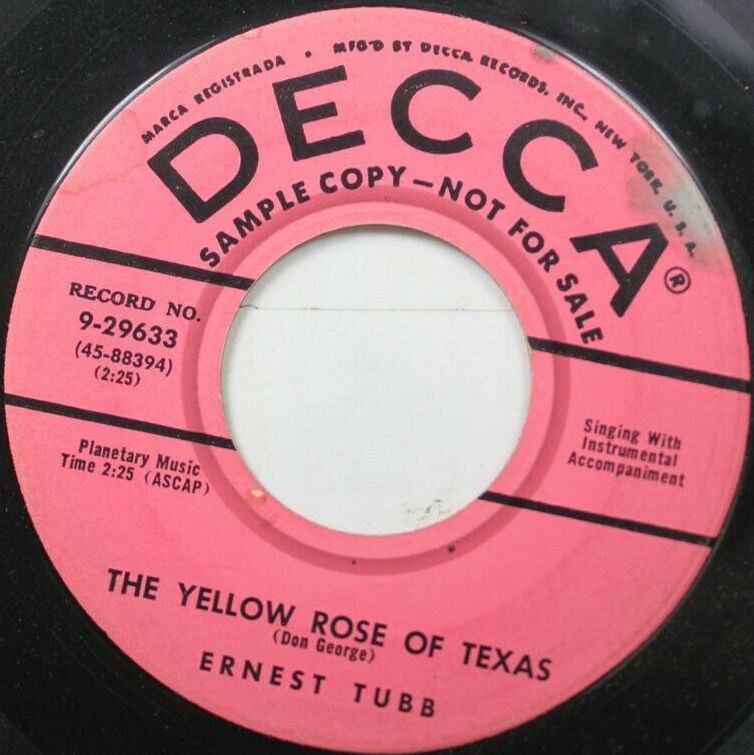 MARCA REGISTRADA • MFG'D BY DECCA RECORDS, INC., NEW YORK, U. S. A.
DECCA®
SAMPLE COPY—NOT FOR SALE
RECORD NO.
9-29633
(45-88394)
(2:25)
Planetary Music
Time 2:25 (ASCAP)
Singing With
Instrumental
Accompaniment
THE YELLOW ROSE OF TEXAS
(Don George)
ERNEST TUBB